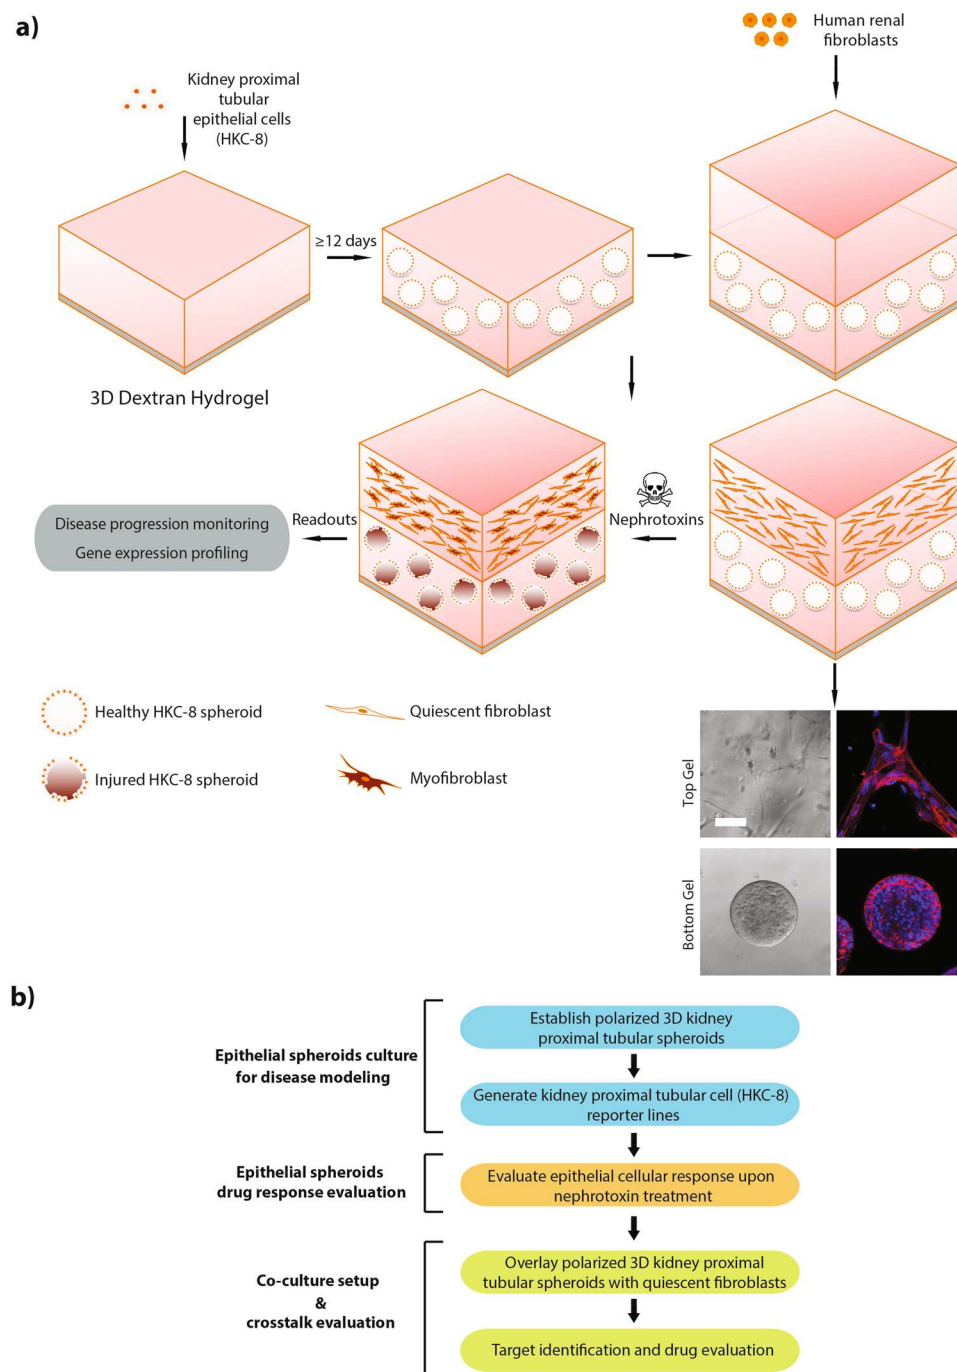 a)
Human renal
fibroblasts
Kidney proximal
tubular
epithelial cells
(HKC-8)
≥12 days
3D Dextran Hydrogel
Disease progression monitoring
Gene expression profiling
Readouts
Nephrotoxins
Healthy HKC-8 spheroid
Quiescent fibroblast
Injured HKC-8 spheroid
Myofibroblast
Top Gel
Bottom Gel
b)
Epithelial spheroids culture
for disease modeling
Establish polarized 3D kidney
proximal tubular spheroids
Generate kidney proximal tubular cell (HKC-8)
reporter lines
Epithelial spheroids
drug response evaluation
Evaluate epithelial cellular response upon
nephrotoxin treatment
Co-culture setup
&
crosstalk evaluation
Overlay polarized 3D kidney proximal
tubular spheroids with quiescent fibroblasts
Target identification and drug evaluation